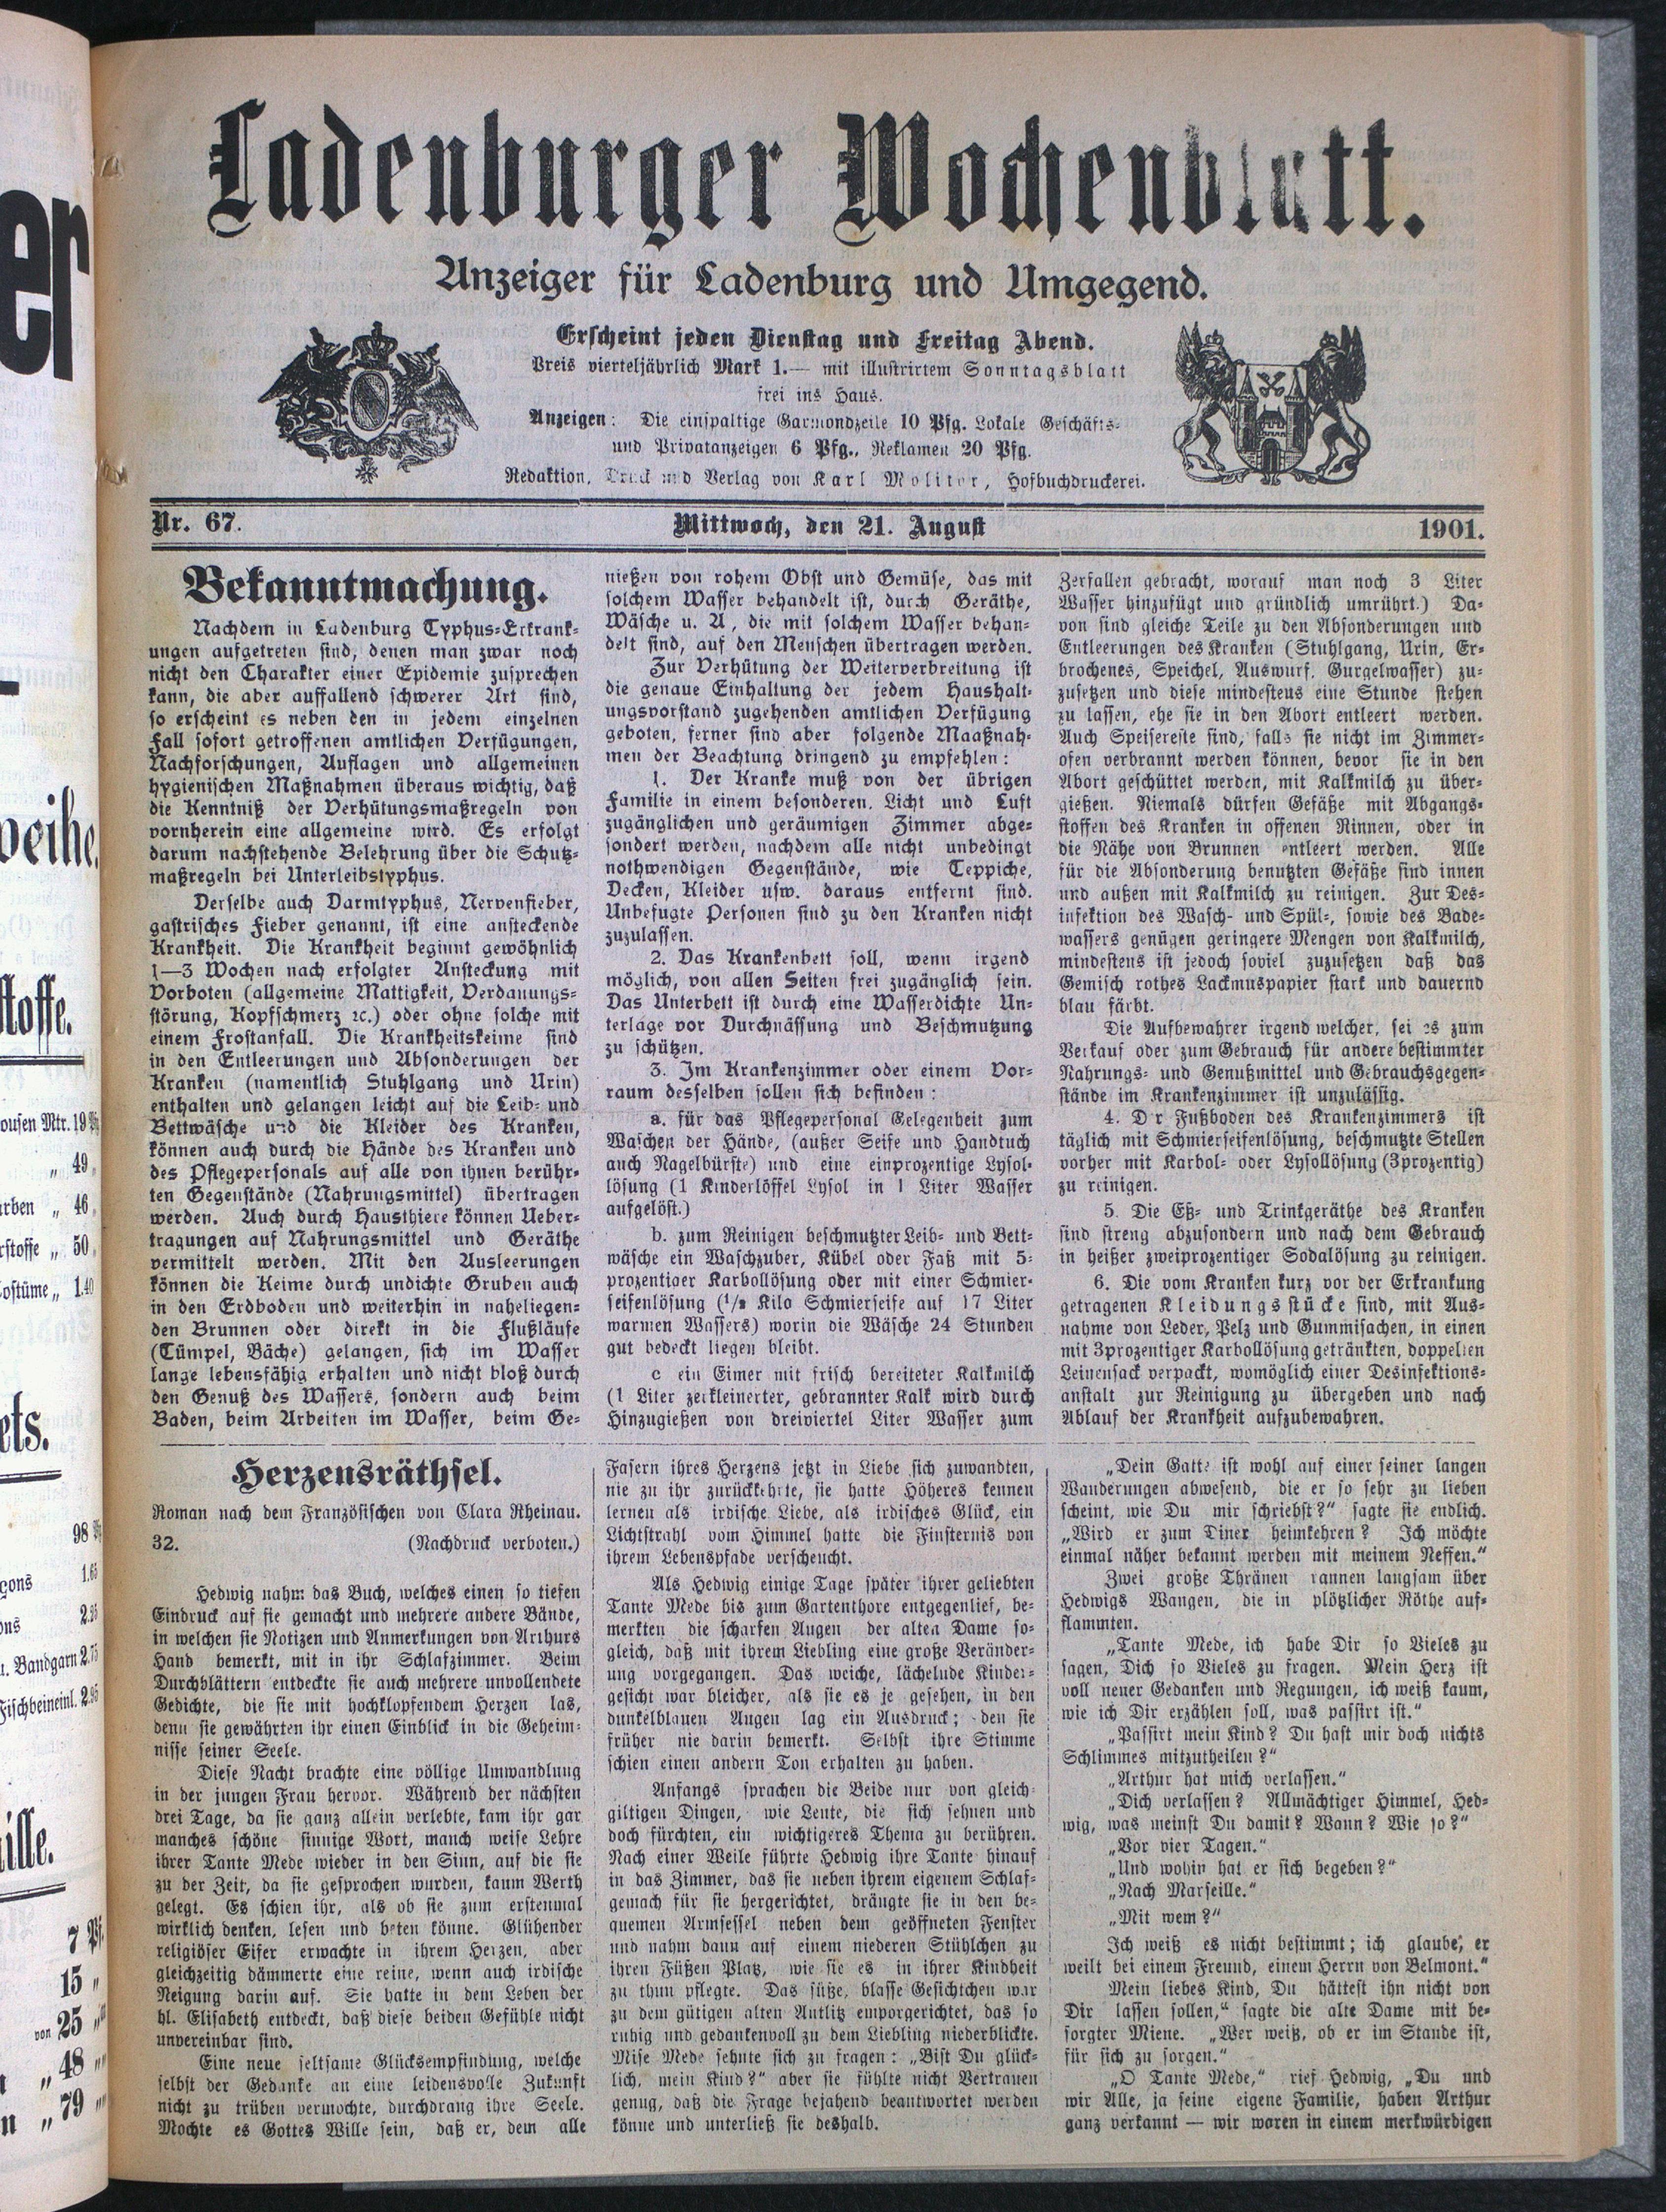 Ladenburger Wochenblatt.
Anzeiger für Ladenburg und Umgegend.
Erscheint jeden Dienstag und Freitag Abend.
Preis vierteljährlich Mark 1.— mit illustrirtem Sonntagsblatt
frei ins Haus.
Anzeigen: Die einspaltige Garmondzeile 10 Pfg. Lokale Geschäfts-
und Privatanzeigen 6 Pfg., Reklamen 20 Pfg.
Redaktion, Druck und Verlag von Karl Molitor, Hofbuchdruckerei.
Nr. 67.
Mittwoch, den 21. August
1901.
Bekanntmachung.
Nachdem in Ladenburg Typhus-Erkrank-
ungen aufgetreten sind, denen man zwar noch
nicht den Charakter einer Epidemie zusprechen
kann, die aber auffallend schwerer Art sind,
so erscheint es neben den in jedem einzelnen
Fall sofort getroffenen amtlichen Verfügungen,
Nachforschungen, Auflagen und allgemeinen
hygienischen Maßnahmen überaus wichtig, daß
die Kenntniß der Verhütungsmaßregeln von
vornherein eine allgemeine wird. Es erfolgt
darum nachstehende Belehrung über die Schutz-
maßregeln bei Unterleibstyphus.
Derselbe auch Darmtyphus, Nervenfieber,
gastrisches Fieber genannt, ist eine ansteckende
Krankheit. Die Krankheit beginnt gewöhnlich
1—3 Wochen nach erfolgter Ansteckung mit
Vorboten (allgemeine Mattigkeit, Verdauungs-
störung, Kopfschmerz ꝛc.) oder ohne solche mit
einem Frostanfall. Die Krankheitskeime sind
in den Entleerungen und Absonderungen der
Kranken (namentlich Stuhlgang und Urin)
enthalten und gelangen leicht auf die Leib- und
Bettwäsche und die Kleider des Kranken,
können auch durch die Hände des Kranken und
des Pflegepersonals auf alle von ihnen berühr-
ten Gegenstände (Nahrungsmittel) übertragen
werden. Auch durch Hausthiere können Ueber-
tragungen auf Nahrungsmittel und Geräthe
vermittelt werden. Mit den Ausleerungen
können die Keime durch undichte Gruben auch
in den Erdboden und weiterhin in naheliegen-
den Brunnen oder direkt in die Flußläufe
(Tümpel, Bäche) gelangen, sich im Wasser
lange lebensfähig erhalten und nicht bloß durch
den Genuß des Wassers, sondern auch beim
Baden, beim Arbeiten im Wasser, beim Ge-
nießen von rohem Obst und Gemüse, das mit
solchem Wasser behandelt ist, durch Geräthe,
Wäsche u. A, die mit solchem Wasser behan-
delt sind, auf den Menschen übertragen werden.
Zur Verhütung der Weiterverbreitung ist
die genaue Einhaltung der jedem Haushalt-
ungsvorstand zugehenden amtlichen Verfügung
geboten, ferner sind aber folgende Maaßnah-
men der Beachtung dringend zu empfehlen:
1. Der Kranke muß von der übrigen
Familie in einem besonderen. Licht und Luft
zugänglichen und geräumigen Zimmer abge-
sondert werden, nachdem alle nicht unbedingt
nothwendigen Gegenstände, wie Teppiche,
Decken, Kleider usw. daraus entfernt sind.
Unbefugte Personen sind zu den Kranken nicht
zuzulassen.
2. Das Krankenbett soll, wenn irgend
möglich, von allen Seiten frei zugänglich sein.
Das Unterbett ist durch eine Wasserdichte Un-
terlage vor Durchnässung und Beschmutzung
zu schützen.
3. Im Krankenzimmer oder einem Vor-
raum desselben sollen sich befinden:
a. für das Pflegepersonal Gelegenheit zum
Waschen der Hände, (außer Seife und Handtuch
auch Nagelbürste) und eine einprozentige Lysol-
lösung (1 Kinderlöffel Lysol in 1 Liter Wasser
aufgelöst.)
b. zum Reinigen beschmutzter Leib- und Bett-
wäsche ein Waschzuber, Kübel oder Faß mit 5-
prozentiger Karbollösung oder mit einer Schmier-
seifenlösung (1/2 Kilo Schmierseife auf 17 Liter
warmen Wassers) worin die Wäsche 24 Stunden
gut bedeckt liegen bleibt.
c ein Eimer mit frisch bereiteter Kalkmilch
(1 Liter zerkleinerter, gebrannter Kalk wird durch
Hinzugießen von dreiviertel Liter Wasser zum
Zerfallen gebracht, worauf man noch 3 Liter
Wasser hinzufügt und gründlich umrührt.) Da-
von sind gleiche Teile zu den Absonderungen und
Entleerungen des Kranken (Stuhlgang, Urin, Er-
brochenes, Speichel, Auswurf, Gurgelwasser) zu-
zusetzen und diese mindestens eine Stunde stehen
zu lassen, ehe sie in den Abort entleert werden.
Auch Speisereste sind, falls sie nicht im Zimmer-
ofen verbrannt werden können, bevor sie in den
Abort geschüttet werden, mit Kalkmilch zu über-
gießen. Niemals dürfen Gefäße mit Abgangs-
stoffen des Kranken in offenen Rinnen, oder in
die Nähe von Brunnen entleert werden. Alle
für die Absonderung benutzten Gefäße sind innen
und außen mit Kalkmilch zu reinigen. Zur Des-
infektion des Wasch- und Spül-, sowie des Bade-
wassers genügen geringere Mengen von Kalkmilch,
mindestens ist jedoch soviel zuzusetzen daß das
Gemisch rothes Lackmuspapier stark und dauernd
blau färbt.
Die Aufbewahrer irgend welcher, sei es zum
Verkauf oder zum Gebrauch für andere bestimmter
Nahrungs- und Genußmittel und Gebrauchsgegen-
stände im Krankenzimmer ist unzulässig.
4. D r Fußboden des Krankenzimmers ist
täglich mit Schmierseifenlösung, beschmutzte Stellen
vorher mit Karbol- oder Lysollösung (3prozentig)
zu reinigen.
5. Die Eß- und Trinkgeräthe des Kranken
sind streng abzusondern und nach dem Gebrauch
in heißer zweiprozentiger Sodalösung zu reinigen.
6. Die vom Kranken kurz vor der Erkrankung
getragenen Kleidungsstücke sind, mit Aus-
nahme von Leder, Pelz und Gummisachen, in einen
mit 3prozentiger Karbollösung getränkten, doppelten
Leinensack verpackt, womöglich einer Desinfektions-
anstalt zur Reinigung zu übergeben und nach
Ablauf der Krankheit aufzubewahren.
Herzensräthsel.
Roman nach dem Französischen von Clara Rheinau.
32. (Nachdruck verboten.)
Hedwig nahm das Buch, welches einen so tiefen
Eindruck auf sie gemacht und mehrere andere Bände,
in welchen sie Notizen und Anmerkungen von Arthurs
Hand bemerkt, mit in ihr Schlafzimmer. Beim
Durchblättern entdeckte sie auch mehrere unvollendete
Gedichte, die sie mit hochklopfendem Herzen las,
denn sie gewährten ihr einen Einblick in die Geheim-
nisse seiner Seele.
Diese Nacht brachte eine völlige Umwandlung
in der jungen Frau hervor. Während der nächsten
drei Tage, da sie ganz allein verlebte, kam ihr gar
manches schöne sinnige Wort, manch weise Lehre
ihrer Tante Mede wieder in den Sinn, auf die sie
zu der Zeit, da sie gesprochen wurden, kaum Werth
gelegt. Es schien ihr, als ob sie zum erstenmal
wirklich denken, lesen und beten könne. Glühender
religiöser Eifer erwachte in ihrem Herzen, aber
gleichzeitig dämmerte eine reine, wenn auch irdische
Neigung darin auf. Sie hatte in dem Leben der
hl. Elisabeth entdeckt, daß diese beiden Gefühle nicht
unvereinbar sind.
Eine neue seltsame Glücksempfindung, welche
selbst der Gedanke an eine leidensvolle Zukunft
nicht zu trüben vermochte, durchdrang ihre Seele.
Mochte es Gottes Wille sein, daß er, dem alle
Fasern ihres Herzens jetzt in Liebe sich zuwandten,
nie zu ihr zurückkehrte, sie hatte Höheres kennen
lernen als irdische Liebe, als irdisches Glück, ein
Lichtstrahl vom Himmel hatte die Finsternis von
ihrem Lebenspfade verscheucht.
Als Hedwig einige Tage später ihrer geliebten
Tante Mede bis zum Gartenthore entgegenlief, be-
merkten die scharfen Augen der alten Dame so-
gleich, daß mit ihrem Liebling eine große Veränder-
ung vorgegangen. Das weiche, lächelude Kinder-
gesicht war bleicher, als sie es je gesehen, in den
dunkelblauen Augen lag ein Ausdruck; den sie
früher nie darin bemerkt. Selbst ihre Stimme
schien einen andern Ton erhalten zu haben.
Anfangs sprachen die Beide nur von gleich-
giltigen Dingen, wie Leute, die sich sehnen und
doch fürchten, ein wichtigeres Thema zu berühren.
Nach einer Weile führte Hedwig ihre Tante hinauf
in das Zimmer, das sie neben ihrem eigenem Schlaf-
gemach für sie hergerichtet, drängte sie in den be-
quemen Armsessel neben dem geöffneten Fenster
und nahm dann auf einem niederen Stühlchen zu
ihren Füßen Platz, wie sie es in ihrer Kindheit
zu thun pflegte. Das süße, blasse Gesichtchen war
zu dem gütigen alten Antlitz emporgerichtet, das so
ruhig und gedankenvoll zu dem Liebling niederblickte.
Mise Mede sehnte sich zu fragen: „Bist Du glück-
lich, mein Kind?" aber sie fühlte nicht Vertrauen
genug, daß die Frage bejahend beantwortet werden
könne und unterließ sie deshalb.
„Dein Gatte ist wohl auf einer seiner langen
Wanderungen abwesend, die er so sehr zu lieben
scheint, wie Du mir schriebst?" sagte sie endlich.
„Wird er zum Diner heimkehren? Ich möchte
einmal näher bekannt werden mit meinem Neffen."
Zwei große Thränen rannen langsam über
Hedwigs Wangen, die in plötzlicher Röthe auf-
flammten.
„Tante Mede, ich habe Dir so Vieles zu
sagen, Dich so Vieles zu fragen. Mein Herz ist
voll neuer Gedanken und Regungen, ich weiß kaum,
wie ich Dir erzählen soll, was passirt ist."
„Passirt mein Kind? Du hast mir doch nichts
Schlimmes mitzutheilen?"
„Arthur hat mich verlassen."
„Dich verlassen? Allmächtiger Himmel, Hed-
wig, was meinst Du damit? Wann? Wie so?"
„Vor vier Tagen."
„Und wohin hat er sich begeben?"
„Nach Marseille."
„Mit wem?"
Ich weiß es nicht bestimmt; ich glaube, er
weilt bei einem Freund, einem Herrn von Belmont."
Mein liebes Kind, Du hättest ihn nicht von
Dir lassen sollen," sagte die alte Dame mit be-
sorgter Miene. „Wer weiß, ob er im Stande ist,
für sich zu sorgen."
„O Tante Mede," rief Hedwig, „Du und
wir Alle, ja seine eigene Familie, haben Arthur
ganz verkannt — wir waren in einem merkwürdigen